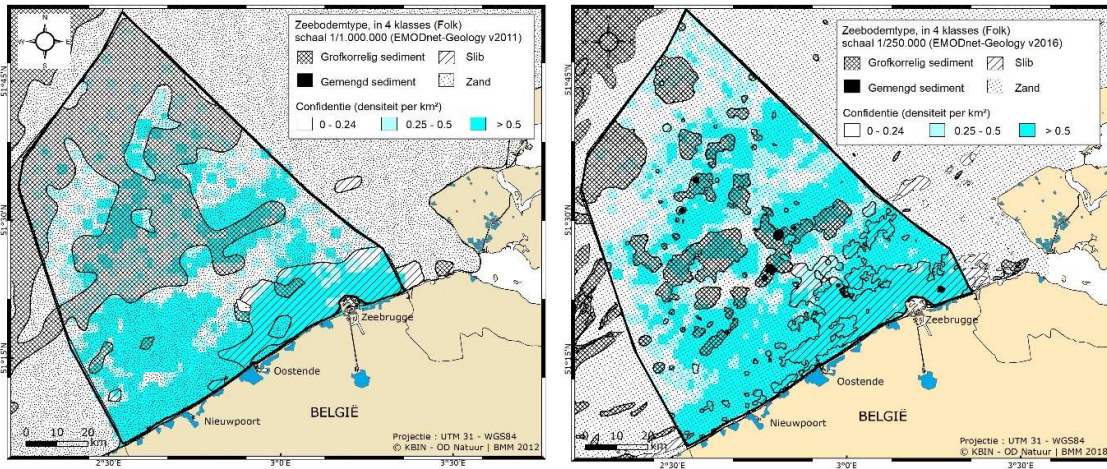 Zeebodemtype, in 4 klasses (Folk)
schaal 1/1.000.000 (EMODnet-Geology v2011)
Grofkorrelig sediment
Slib
Gemengd sediment
Zand
Confidentie (densiteit per km²)
0 - 0.24
0.25 - 0.5
> 0.5
N
W
E
S
51°45'N
51°30'N
51°15'N
Zeebrugge
Oostende
Nieuwpoort
BELGIË
0 10 20
km
Projectie : UTM 31 - WGS84
© KBIN - OD Natuur | BMM 2012
2°30'E
3°0'E
3°30'E
Zeebodemtype, in 4 klasses (Folk)
schaal 1/250.000 (EMODnet-Geology v2016)
Grofkorrelig sediment
Slib
Gemengd sediment
Zand
Confidentie (densiteit per km²)
0 - 0.24
0.25 - 0.5
> 0.5
51°45'N
51°30'N
51°15'N
Zeebrugge
Oostende
Nieuwpoort
BELGIË
0 10 20
km
Projectie : UTM 31 - WGS84
© KBIN - OD Natuur | BMM 2018
2°30'E
3°0'E
3°30'E